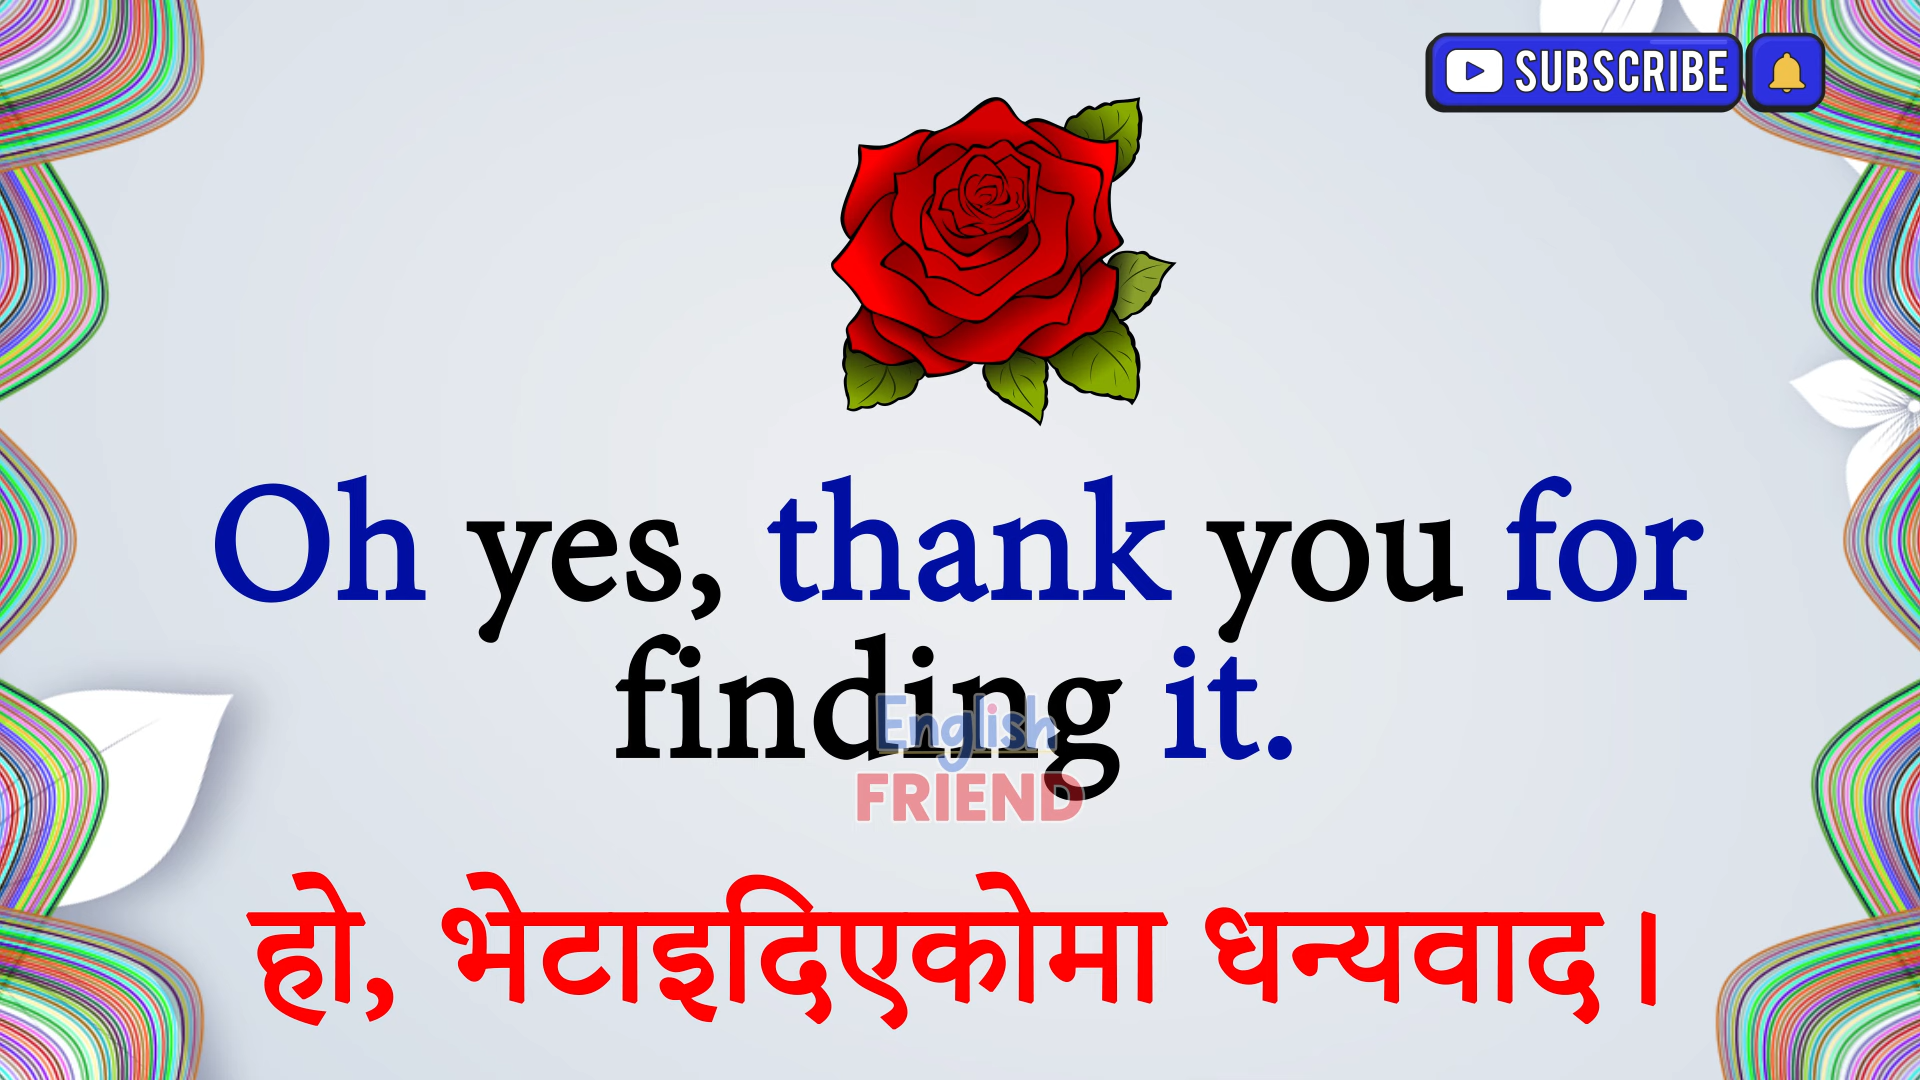 SUBSCRIBE
Oh yes, thank you for
finding it.
English
FRIEND
हो, भेटाइदिएकोमा धन्यवाद।